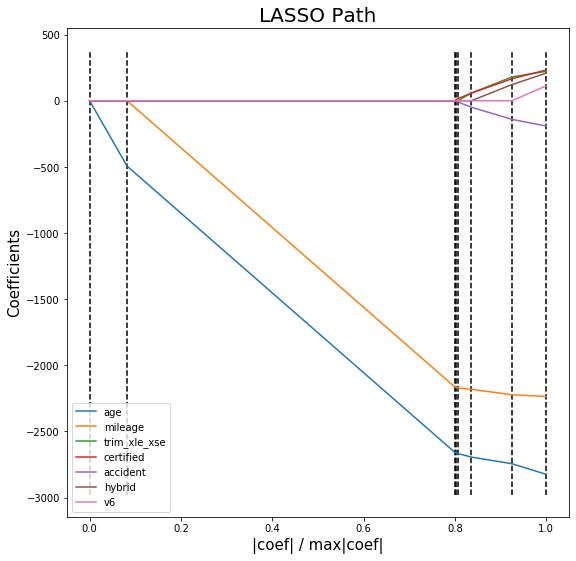 LASSO Path
500
0
−500
−1000
−1500
−2000
−2500
−3000
Coefficients
age
mileage
trim_xle_xse
certified
accident
hybrid
v6
0.0 0.2 0.4 0.6 0.8 1.0
|coef| / max|coef|